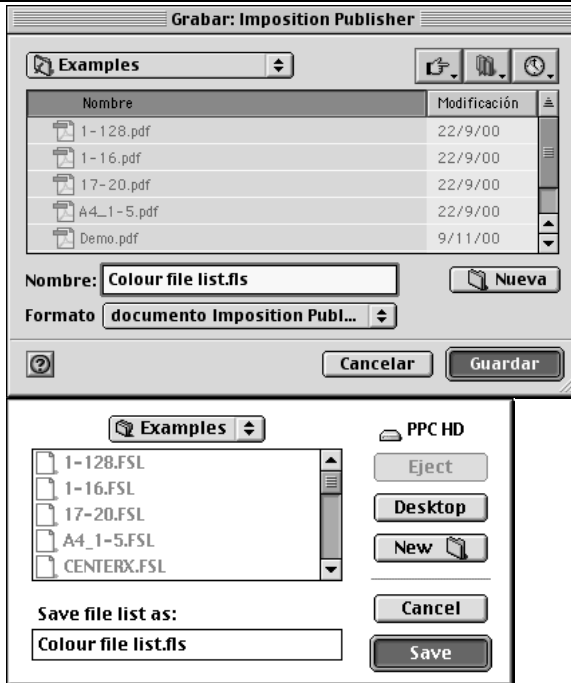 Grabar: Imposition Publisher
Examples
Nombre Modificación
1-128.pdf 22/9/00
1-16.pdf 22/9/00
17-20.pdf 22/9/00
A4_1-5.pdf 22/9/00
Demo.pdf 9/11/00
Nombre: Colour file list.fls Nueva
Formato documento Imposition Publ...
Cancelar Guardar
Examples PPC HD
1-128.FSL
1-16.FSL
17-20.FSL
A4_1-5.FSL
CENTERX.FSL
Eject
Desktop
New
Save file list as:
Colour file list.fls
Cancel
Save